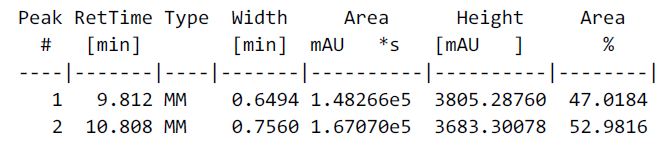 Peak RetTime Type Width Area Height Area
# [min] [min] mAU *s [mAU ] %
----|-------|----|-------|----------|----------|--------|
1 9.812 MM 0.6494 1.48266e5 3805.28760 47.0184
2 10.808 MM 0.7560 1.67070e5 3683.30078 52.9816